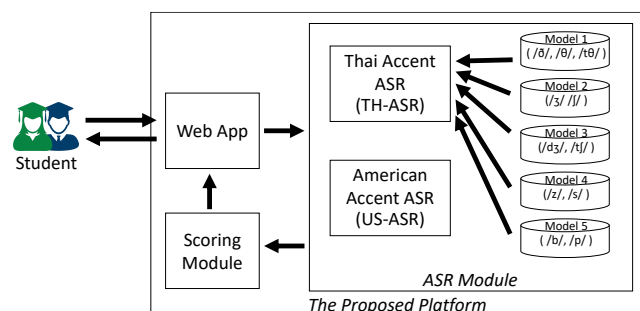 Student
Web App
Scoring
Module
Thai Accent
ASR
(TH-ASR)
American
Accent ASR
(US-ASR)
Model 1
( /ð/, /θ/, /tθ/ )
Model 2
(/ʒ/ /ʃ/ )
Model 3
(/dʒ/, /tʃ/ )
Model 4
(/z/, /s/ )
Model 5
( /b/, /p/ )
ASR Module
The Proposed Platform